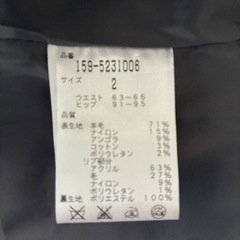 品番
159-5231006
サイズ
2
ウエスト 63-66
ヒップ 91-95
品質
表生地 羊毛 71%
ナイロン 15%
アンゴラ 9%
コットン 3%
ポリウレタン 2%
リブ部分
アクリル 63%
毛 27%
ナイロン 8%
ポリウレタン 2%
裏生地 ポリエステル 100%